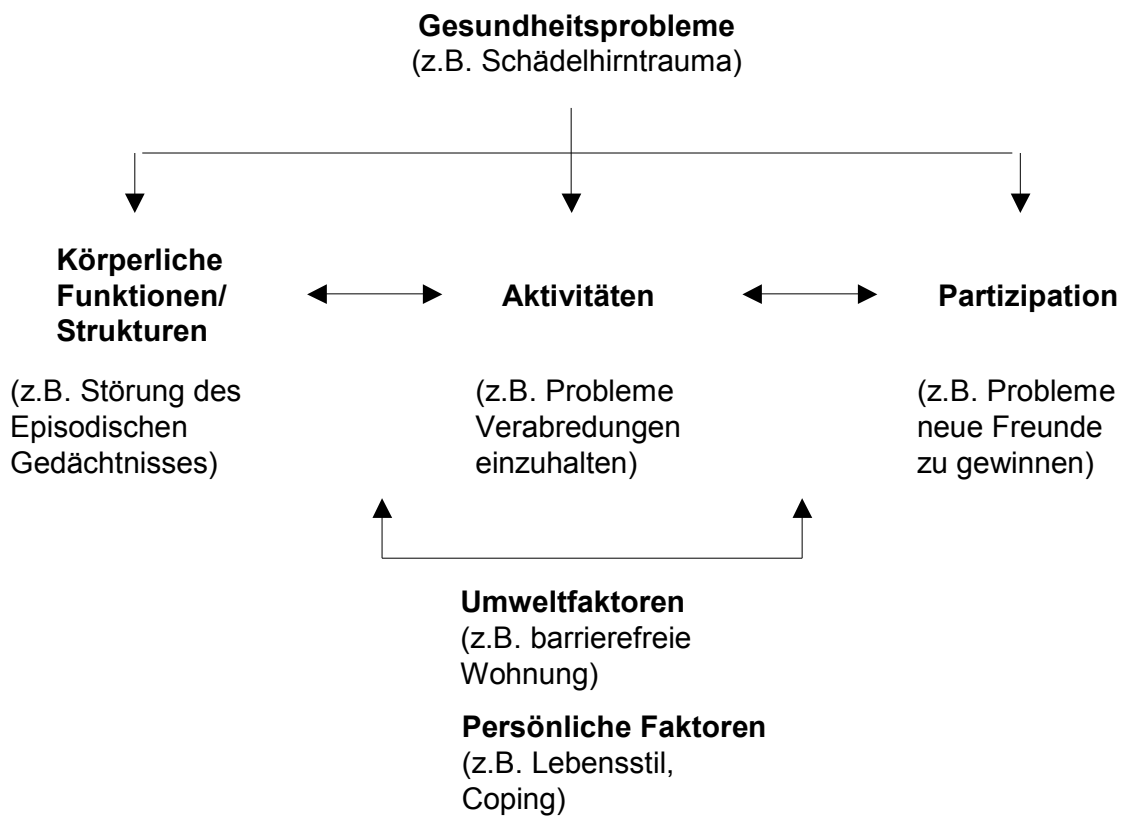 Gesundheitsprobleme
(z.B. Schädelhirntrauma)
Körperliche
Funktionen/
Strukturen
(z.B. Störung des
Episodischen
Gedächtnisses)
Aktivitäten
(z.B. Probleme
Verabredungen
einzuhalten)
Partizipation
(z.B. Probleme
neue Freunde
zu gewinnen)
Umweltfaktoren
(z.B. barrierefreie
Wohnung)
Persönliche Faktoren
(z.B. Lebensstil,
Coping)